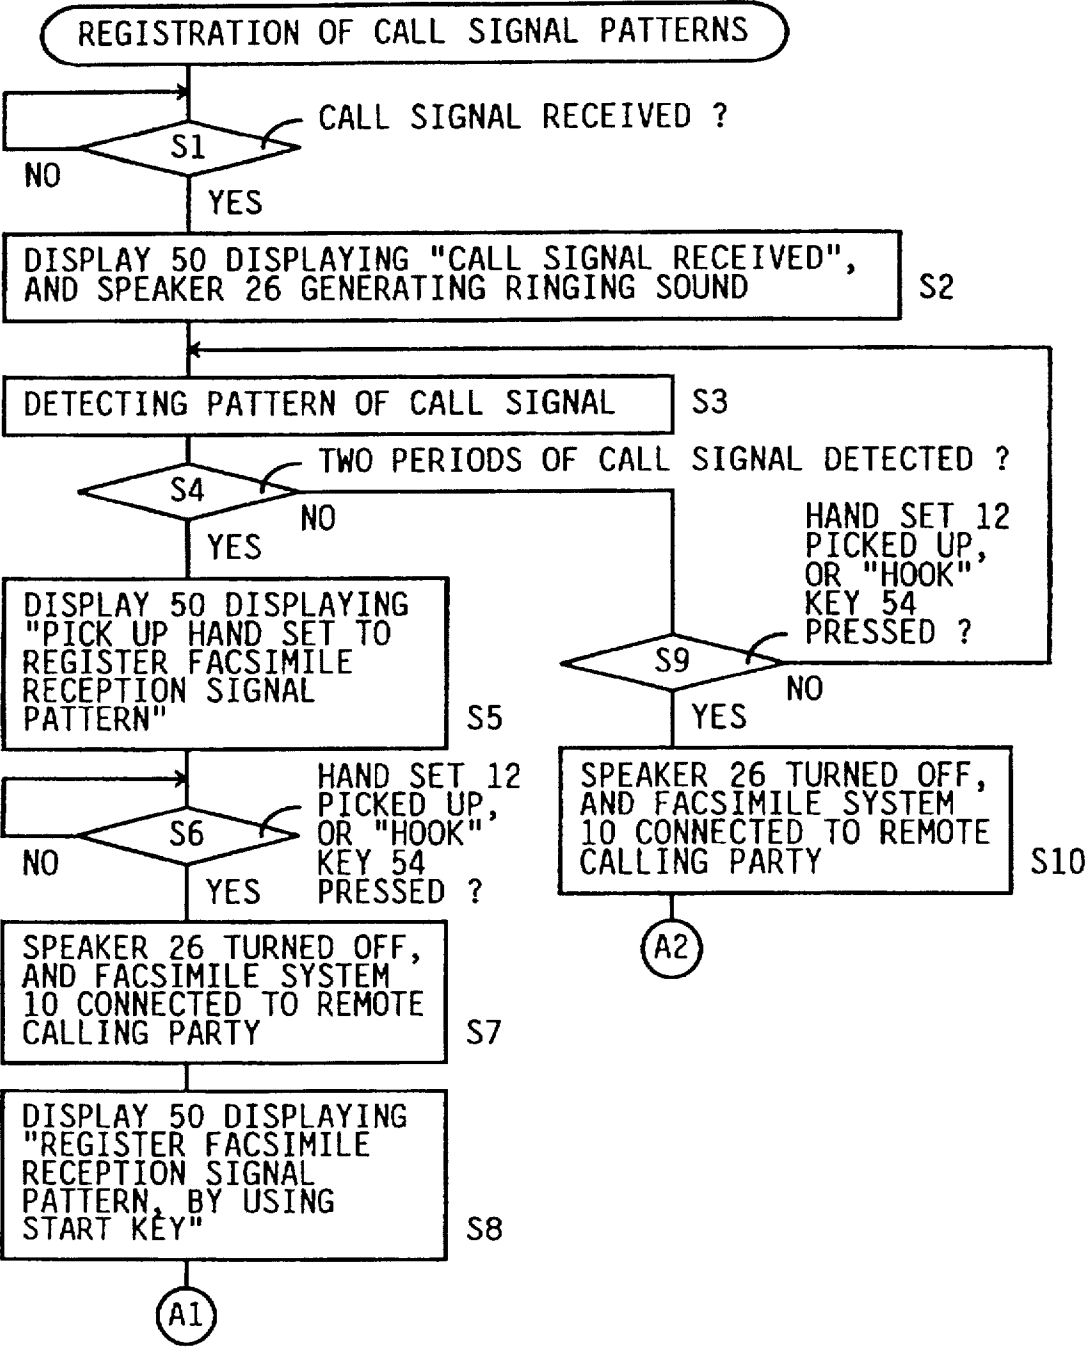 REGISTRATION OF CALL SIGNAL PATTERNS
CALL SIGNAL RECEIVED ?
S1
NO
YES
DISPLAY 50 DISPLAYING "CALL SIGNAL RECEIVED",
AND SPEAKER 26 GENERATING RINGING SOUND
S2
DETECTING PATTERN OF CALL SIGNAL
S3
TWO PERIODS OF CALL SIGNAL DETECTED ?
S4
NO
YES
HAND SET 12
PICKED UP,
OR "HOOK"
KEY 54
PRESSED ?
S9
NO
YES
DISPLAY 50 DISPLAYING
"PICK UP HAND SET TO
REGISTER FACSIMILE
RECEPTION SIGNAL
PATTERN"
S5
HAND SET 12
PICKED UP,
OR "HOOK"
KEY 54
PRESSED ?
S6
NO
YES
SPEAKER 26 TURNED OFF,
AND FACSIMILE SYSTEM
10 CONNECTED TO REMOTE
CALLING PARTY
S10
A2
SPEAKER 26 TURNED OFF,
AND FACSIMILE SYSTEM
10 CONNECTED TO REMOTE
CALLING PARTY
S7
DISPLAY 50 DISPLAYING
"REGISTER FACSIMILE
RECEPTION SIGNAL
PATTERN, BY USING
START KEY"
S8
A1